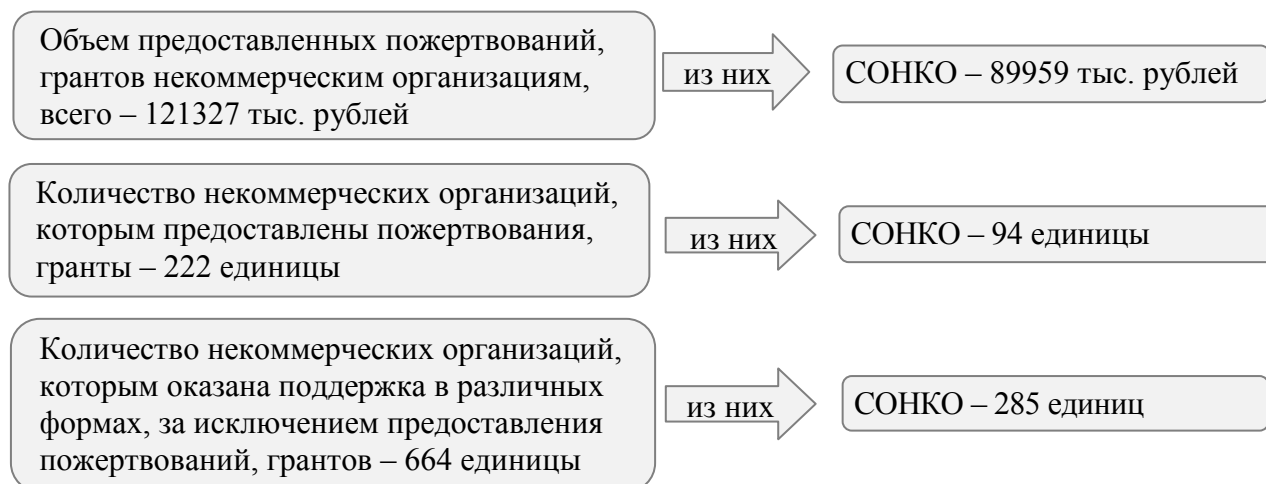 Объем предоставленных пожертвований,
грантов некоммерческим организациям,
всего – 121327 тыс. рублей
из них
СОНКО – 89959 тыс. рублей
Количество некоммерческих организаций,
которым предоставлены пожертвования,
гранты – 222 единицы
из них
СОНКО – 94 единицы
Количество некоммерческих организаций,
которым оказана поддержка в различных
формах, за исключением предоставления
пожертвований, грантов – 664 единицы
из них
СОНКО – 285 единиц